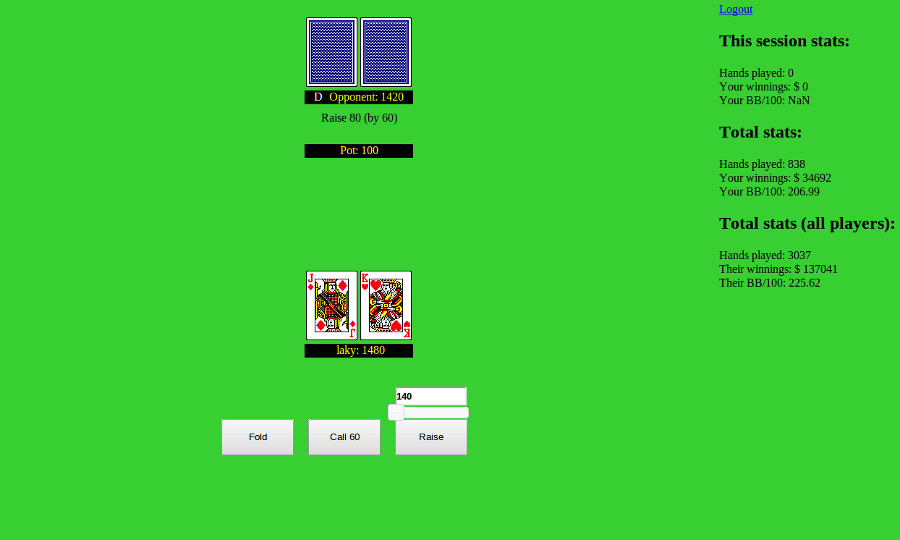 Logout
This session stats:
Hands played: 0
Your winnings: $ 0
Your BB/100: NaN
Total stats:
Hands played: 838
Your winnings: $ 34692
Your BB/100: 206.99
Total stats (all players):
Hands played: 3037
Their winnings: $ 137041
Their BB/100: 225.62
D Opponent: 1420
Raise 80 (by 60)
Pot: 100
J K
J K
laky: 1480
140
Fold Call 60 Raise